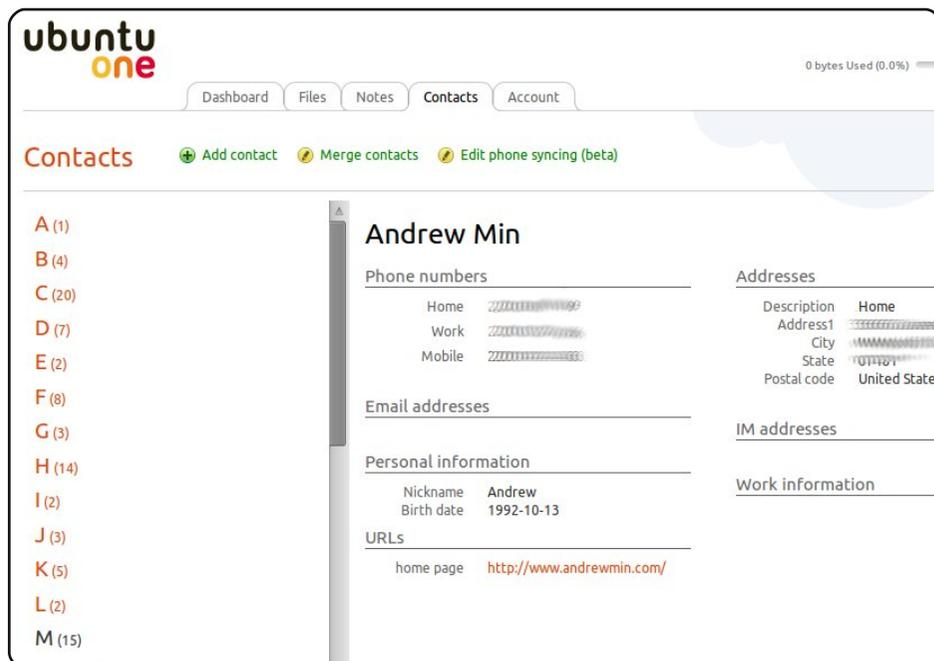 ubuntu
one
0 bytes Used (0.0%)
Dashboard Files Notes Contacts Account
Contacts Add contact Merge contacts Edit phone syncing (beta)
A (1)
B (4)
C (20)
D (7)
E (2)
F (8)
G (3)
H (14)
I (2)
J (3)
K (5)
L (2)
M (15)
Andrew Min
Phone numbers
Home
Work
Mobile
Email addresses
Personal information
Nickname Andrew
Birth date 1992-10-13
URLs
home page http://www.andrewmin.com/
Addresses
Description Home
Address1
City
State
Postal code United State
IM addresses
Work information